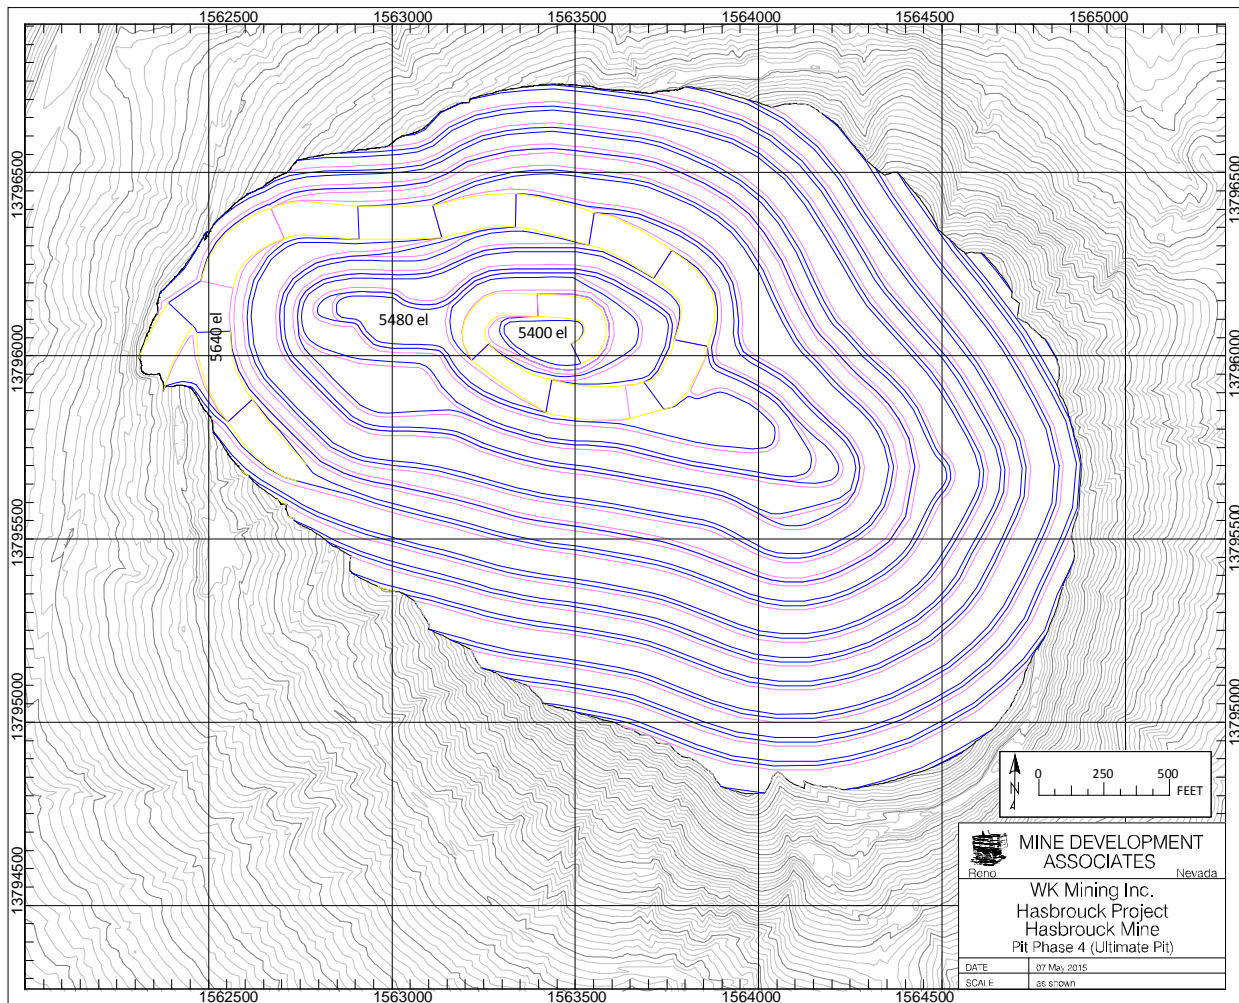 1562500 1563000 1563500 1564000 1564500 1565000
13796500 13796500
5480 el
5400 el
5640 el
13796000 13796000
13795500 13795500
13795000 13795000
N
0 250 500
FEET
MINE DEVELOPMENT
ASSOCIATES
Reno Nevada
13794500
WK Mining Inc.
Hasbrouck Project
Hasbrouck Mine
Pit Phase 4 (Ultimate Pit)
DATE 07 May 2015
SCALE as shown
1562500 1563000 1563500 1564000 1564500